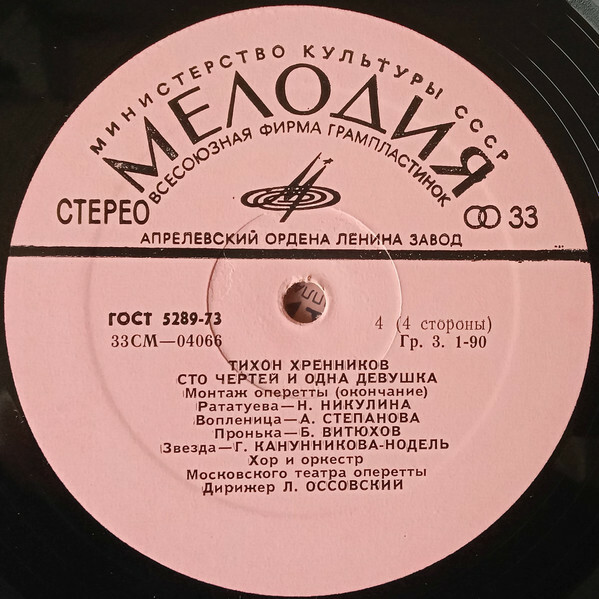 МИНИСТЕРСТВО КУЛЬТУРЫ СССР
МЕЛОДИЯ
ВСЕСОЮЗНАЯ ФИРМА ГРАМПЛАСТИНОК
СТЕРЕО
33
АПРЕЛЕВСКИЙ ОРДЕНА ЛЕНИНА ЗАВОД
ГОСТ 5289-73
4 (4 стороны)
33СМ—04066
Гр. 3. 1-90
ТИХОН ХРЕННИКОВ
СТО ЧЕРТЕЙ И ОДНА ДЕВУШКА
Монтаж оперетты (окончание)
Рататуева—Н. НИКУЛИНА
Вопленица—А. СТЕПАНОВА
Пронька—Б. ВИТЮХОВ
Звезда—Г. КАНУННИКОВА-НОДЕЛЬ
Хор и оркестр
Московского театра оперетты
Дирижер Л. ОССОВСКИЙ